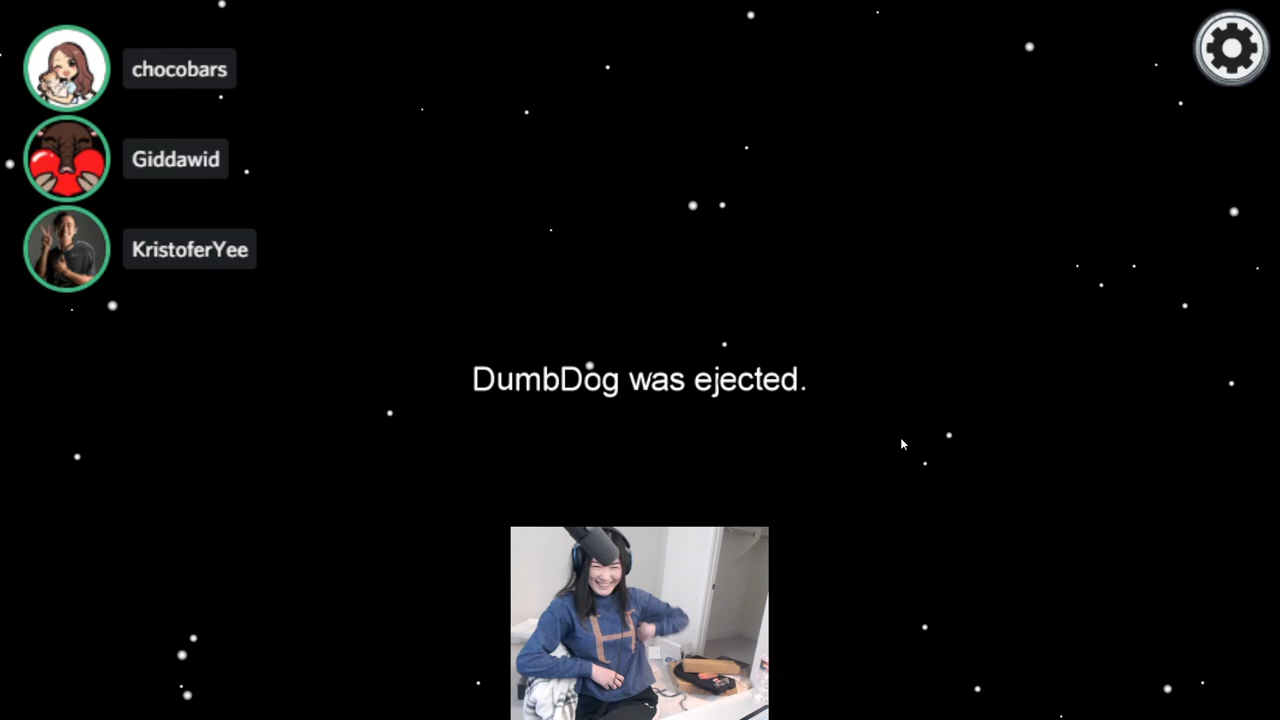 chocobars
Giddawid
KristoferYee
DumbDog was ejected.
H